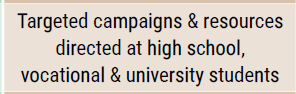 Targeted campaigns & resources
directed at high school,
vocational & university students